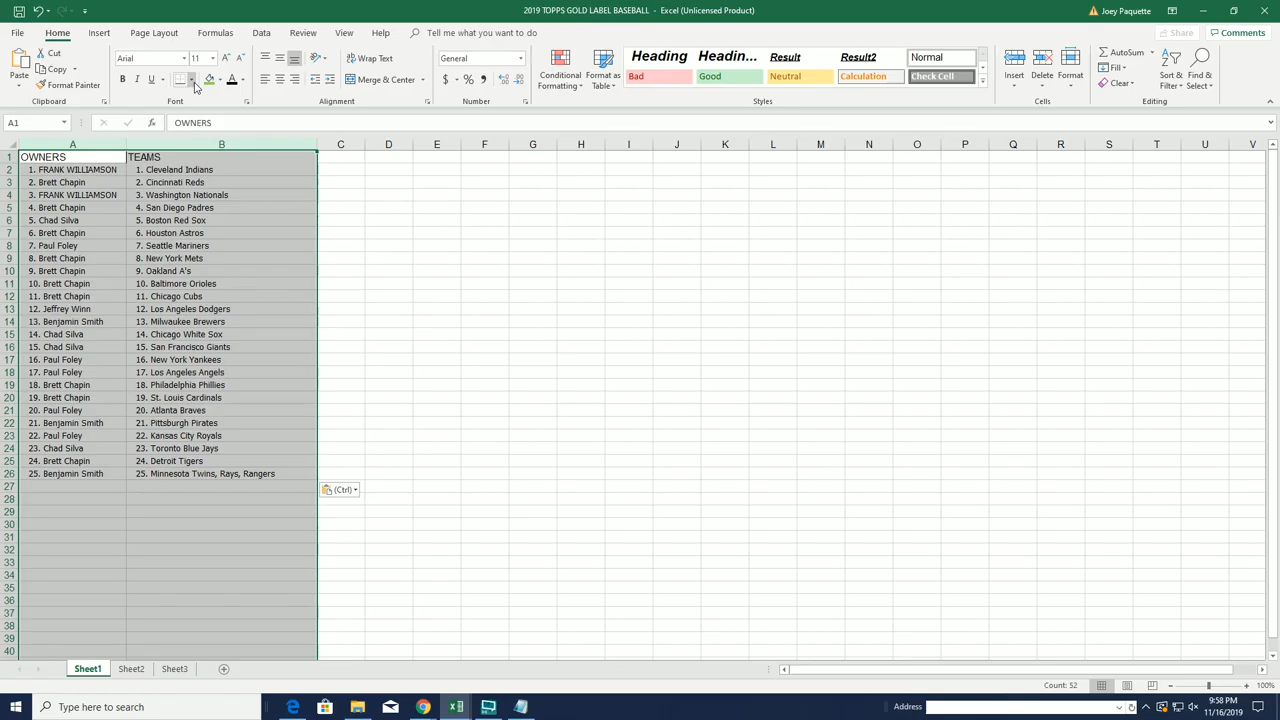 2019 TOPPS GOLD LABEL BASEBALL - Excel (Unlicensed Product)
Joey Paquette
File Home Insert Page Layout Formulas Data Review View Help Tell me what you want to do
Share Comments
Paste Cut Copy Format Painter
Clipboard
Arial 11
B I U A
Font
Wrap Text
Merge & Center
Alignment
General
$ % 9
Number
Conditional Formatting Format as Table
Heading Headin... Result Result2 Normal
Bad Good Neutral Calculation Check Cell
Styles
Insert Delete Format
Cells
AutoSum Fill Clear
Sort & Filter Find & Select
Editing
A1 fx OWNERS
A B C D E F G H I J K L M N O P Q R S T U V
1 OWNERS TEAMS
2 1. FRANK WILLIAMSON 1. Cleveland Indians
3 2. Brett Chapin 2. Cincinnati Reds
4 3. FRANK WILLIAMSON 3. Washington Nationals
5 4. Brett Chapin 4. San Diego Padres
6 5. Chad Silva 5. Boston Red Sox
7 6. Brett Chapin 6. Houston Astros
8 7. Paul Foley 7. Seattle Mariners
9 8. Brett Chapin 8. New York Mets
10 9. Brett Chapin 9. Oakland A's
11 10. Brett Chapin 10. Baltimore Orioles
12 11. Brett Chapin 11. Chicago Cubs
13 12. Jeffrey Winn 12. Los Angeles Dodgers
14 13. Benjamin Smith 13. Milwaukee Brewers
15 14. Chad Silva 14. Chicago White Sox
16 15. Chad Silva 15. San Francisco Giants
17 16. Paul Foley 16. New York Yankees
18 17. Paul Foley 17. Los Angeles Angels
19 18. Brett Chapin 18. Philadelphia Phillies
20 19. Brett Chapin 19. St. Louis Cardinals
21 20. Paul Foley 20. Atlanta Braves
22 21. Benjamin Smith 21. Pittsburgh Pirates
23 22. Paul Foley 22. Kansas City Royals
24 23. Chad Silva 23. Toronto Blue Jays
25 24. Brett Chapin 24. Detroit Tigers
26 25. Benjamin Smith 25. Minnesota Twins, Rays, Rangers
27 (Ctrl)
28
29
30
31
32
33
34
35
36
37
38
39
40
Sheet1 Sheet2 Sheet3
Count: 52 100%
Type here to search
Address
9:58 PM
11/16/2019